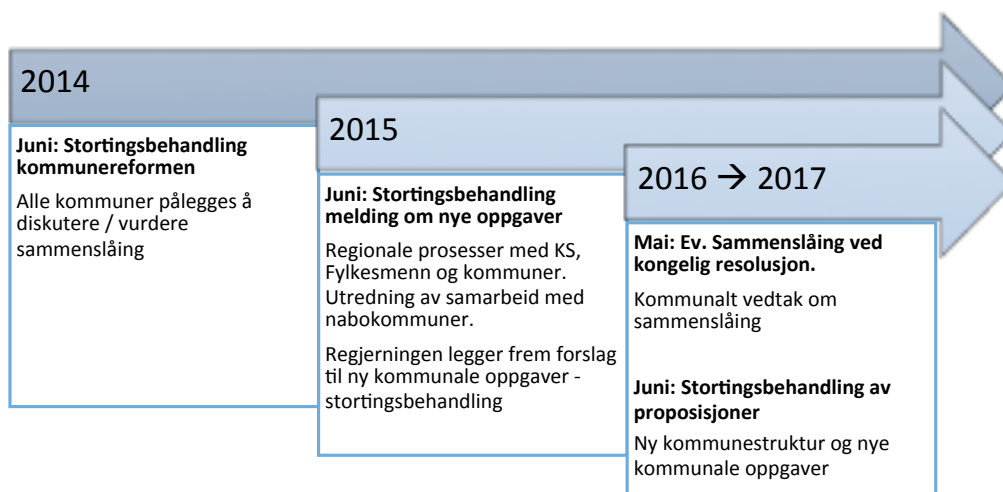 2014
Juni: Stortingsbehandling
kommunereformen
Alle kommuner pålegges å
diskutere / vurdere
sammenslåing
2015
Juni: Stortingsbehandling
melding om nye oppgaver
Regionale prosesser med KS,
Fylkesmenn og kommuner.
Utredning av samarbeid med
nabokommuner.
Regjerningen legger frem forslag
til ny kommunale oppgaver -
stortingsbehandling
2016 → 2017
Mai: Ev. Sammenslåing ved
kongelig resolusjon.
Kommunalt vedtak om
sammenslåing
Juni: Stortingsbehandling av
proposisjoner
Ny kommunestruktur og nye
kommunale oppgaver